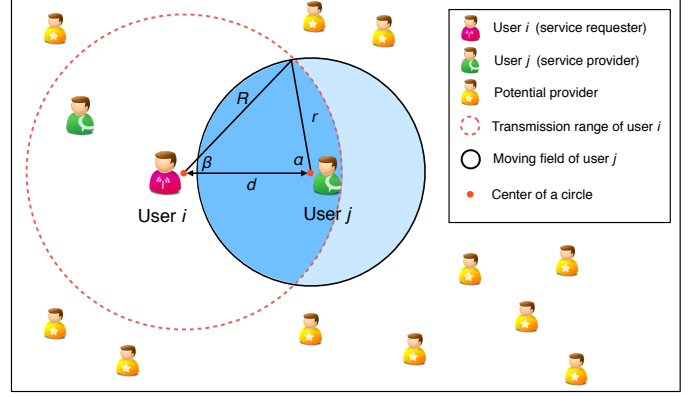 User i (service requester)
User j (service provider)
Potential provider
Transmission range of user i
Moving field of user j
Center of a circle
R
r
β
α
d
User i
User j